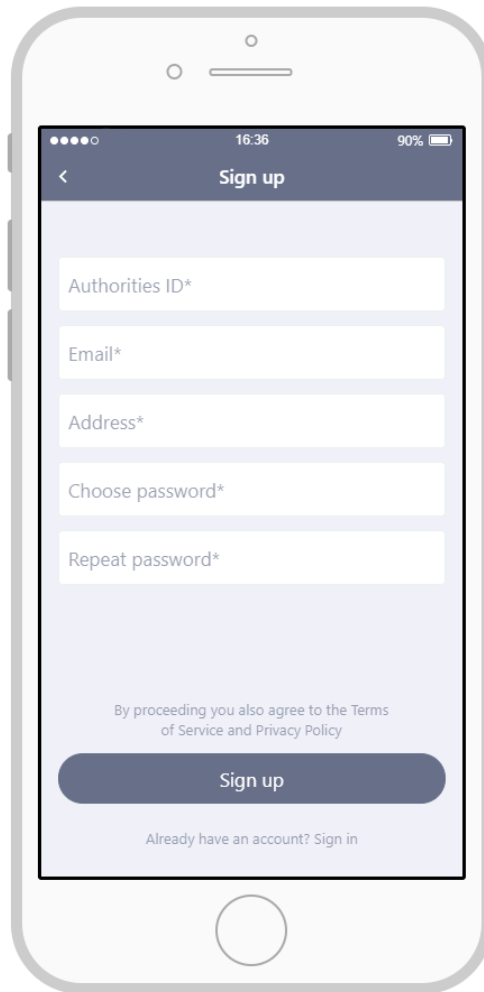 16:36
90%
Sign up
Authorities ID*
Email*
Address*
Choose password*
Repeat password*
By proceeding you also agree to the Terms
of Service and Privacy Policy
Sign up
Already have an account? Sign in